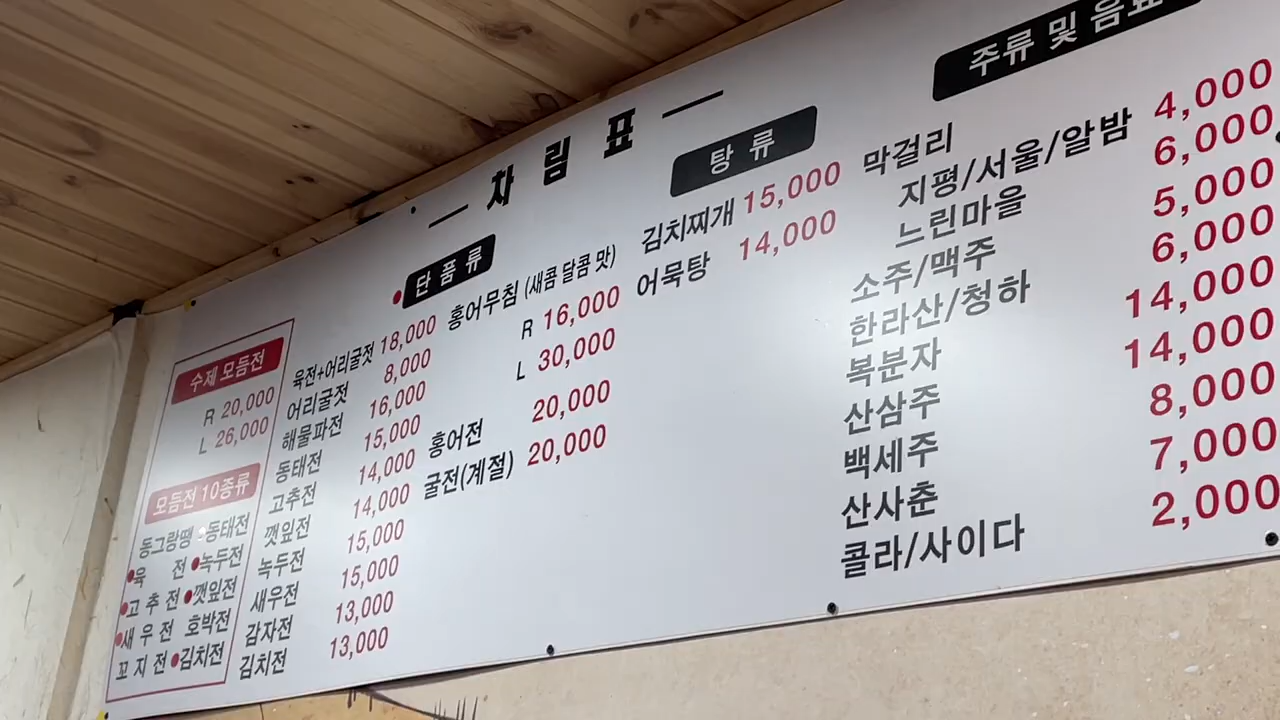 — 차 림 표 —
수제 모듬전
R 20,000
L 26,000
모듬전 10종류
동그랑땡 동태전
육 전 녹두전
고 추 전 깻잎전
새 우 전 호박전
꼬 지 전 김치전
단 품 류
육전+어리굴젓 18,000
어리굴젓 8,000
해물파전 16,000
동태전 15,000
고추전 14,000
깻잎전 14,000
녹두전 15,000
새우전 15,000
감자전 13,000
김치전 13,000
홍어무침 (새콤 달콤 맛)
R 16,000
L 30,000
홍어전 20,000
굴전(계절) 20,000
탕 류
김치찌개 15,000
어묵탕 14,000
주류 및 음료
막걸리
지평/서울/알밤 4,000
느린마을 6,000
소주/맥주 5,000
한라산/청하 6,000
복분자 14,000
산삼주 14,000
백세주 8,000
산사춘 7,000
콜라/사이다 2,000